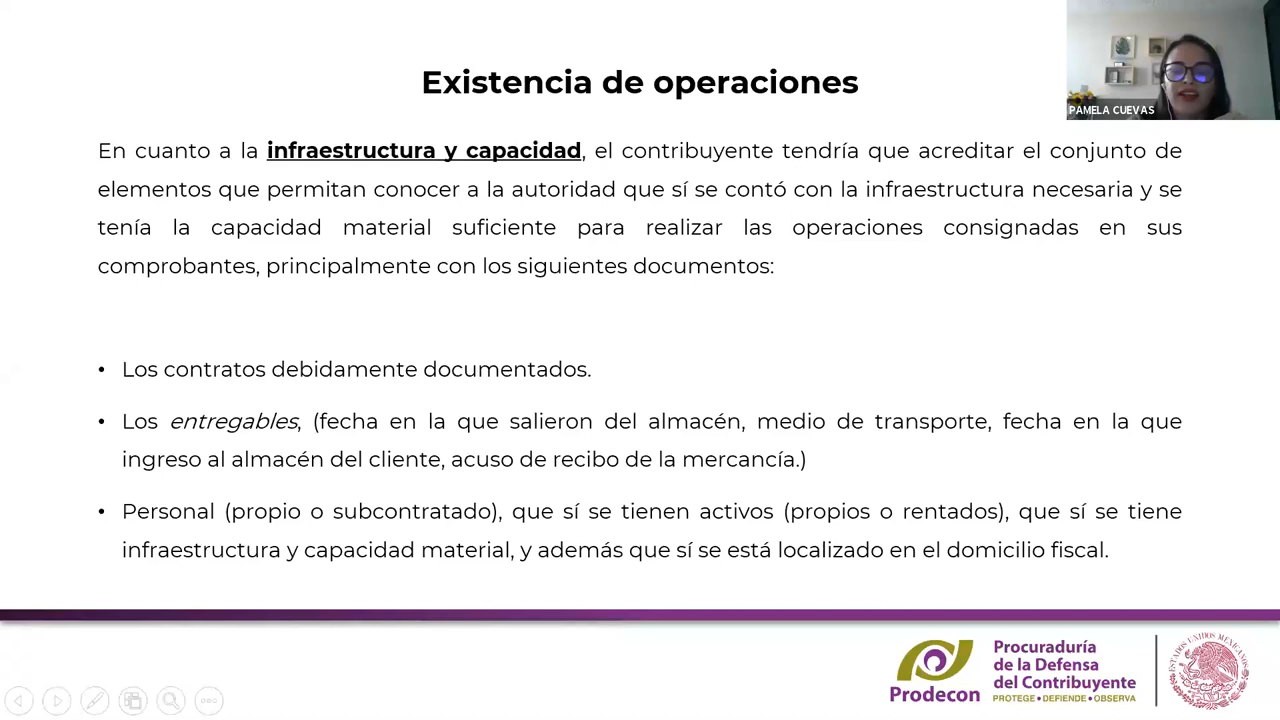 Existencia de operaciones
PAMELA CUEVAS
En cuanto a la infraestructura y capacidad, el contribuyente tendría que acreditar el conjunto de
elementos que permitan conocer a la autoridad que sí se contó con la infraestructura necesaria y se
tenía la capacidad material suficiente para realizar las operaciones consignadas en sus
comprobantes, principalmente con los siguientes documentos:
• Los contratos debidamente documentados.
• Los entregables, (fecha en la que salieron del almacén, medio de transporte, fecha en la que
ingreso al almacén del cliente, acuso de recibo de la mercancía.)
• Personal (propio o subcontratado), que sí se tienen activos (propios o rentados), que sí se tiene
infraestructura y capacidad material, y además que sí se está localizado en el domicilio fiscal.
Prodecon
Procuraduría
de la Defensa
del Contribuyente
PROTEGE • DEFIENDE • OBSERVA
ESTADOS UNIDOS MEXICANOS